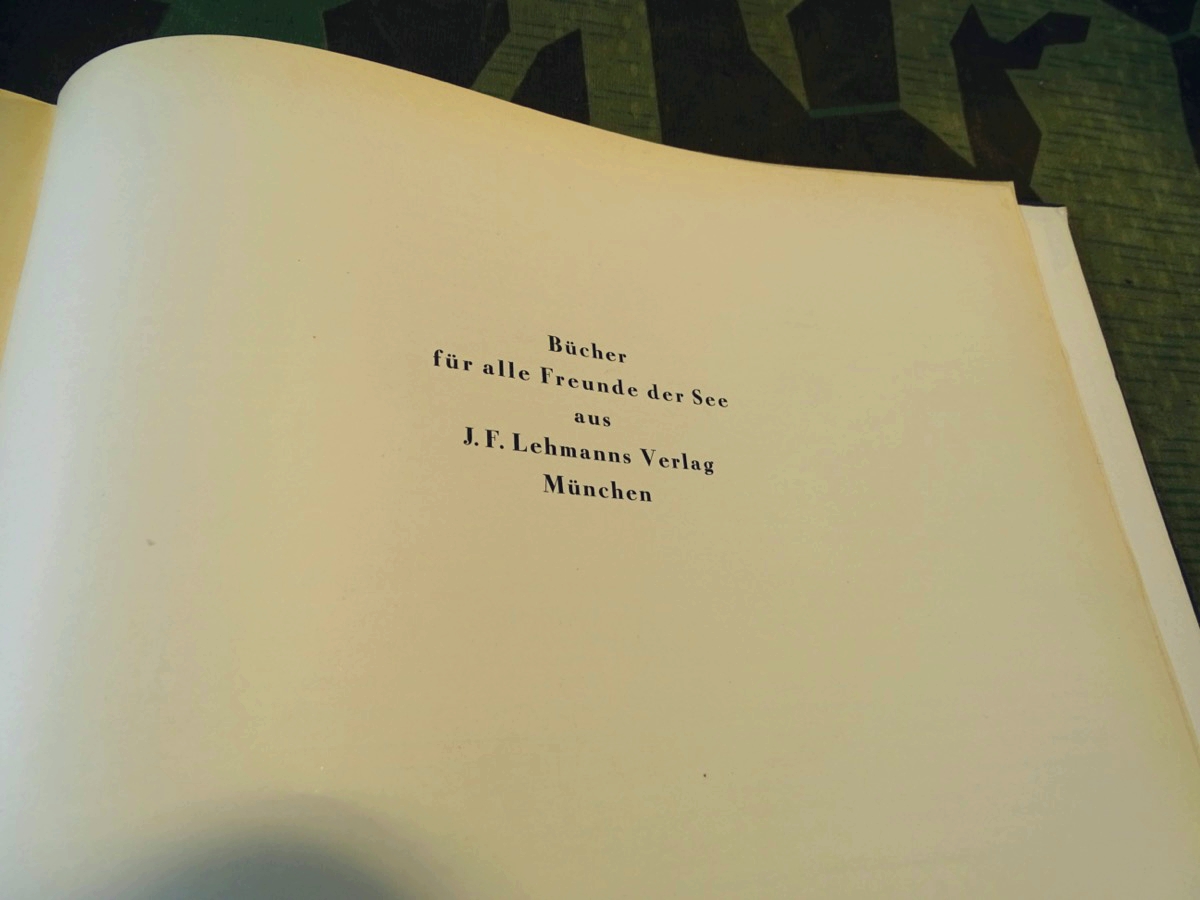 Bücher
für alle Freunde der See
aus
J. F. Lehmanns Verlag
München